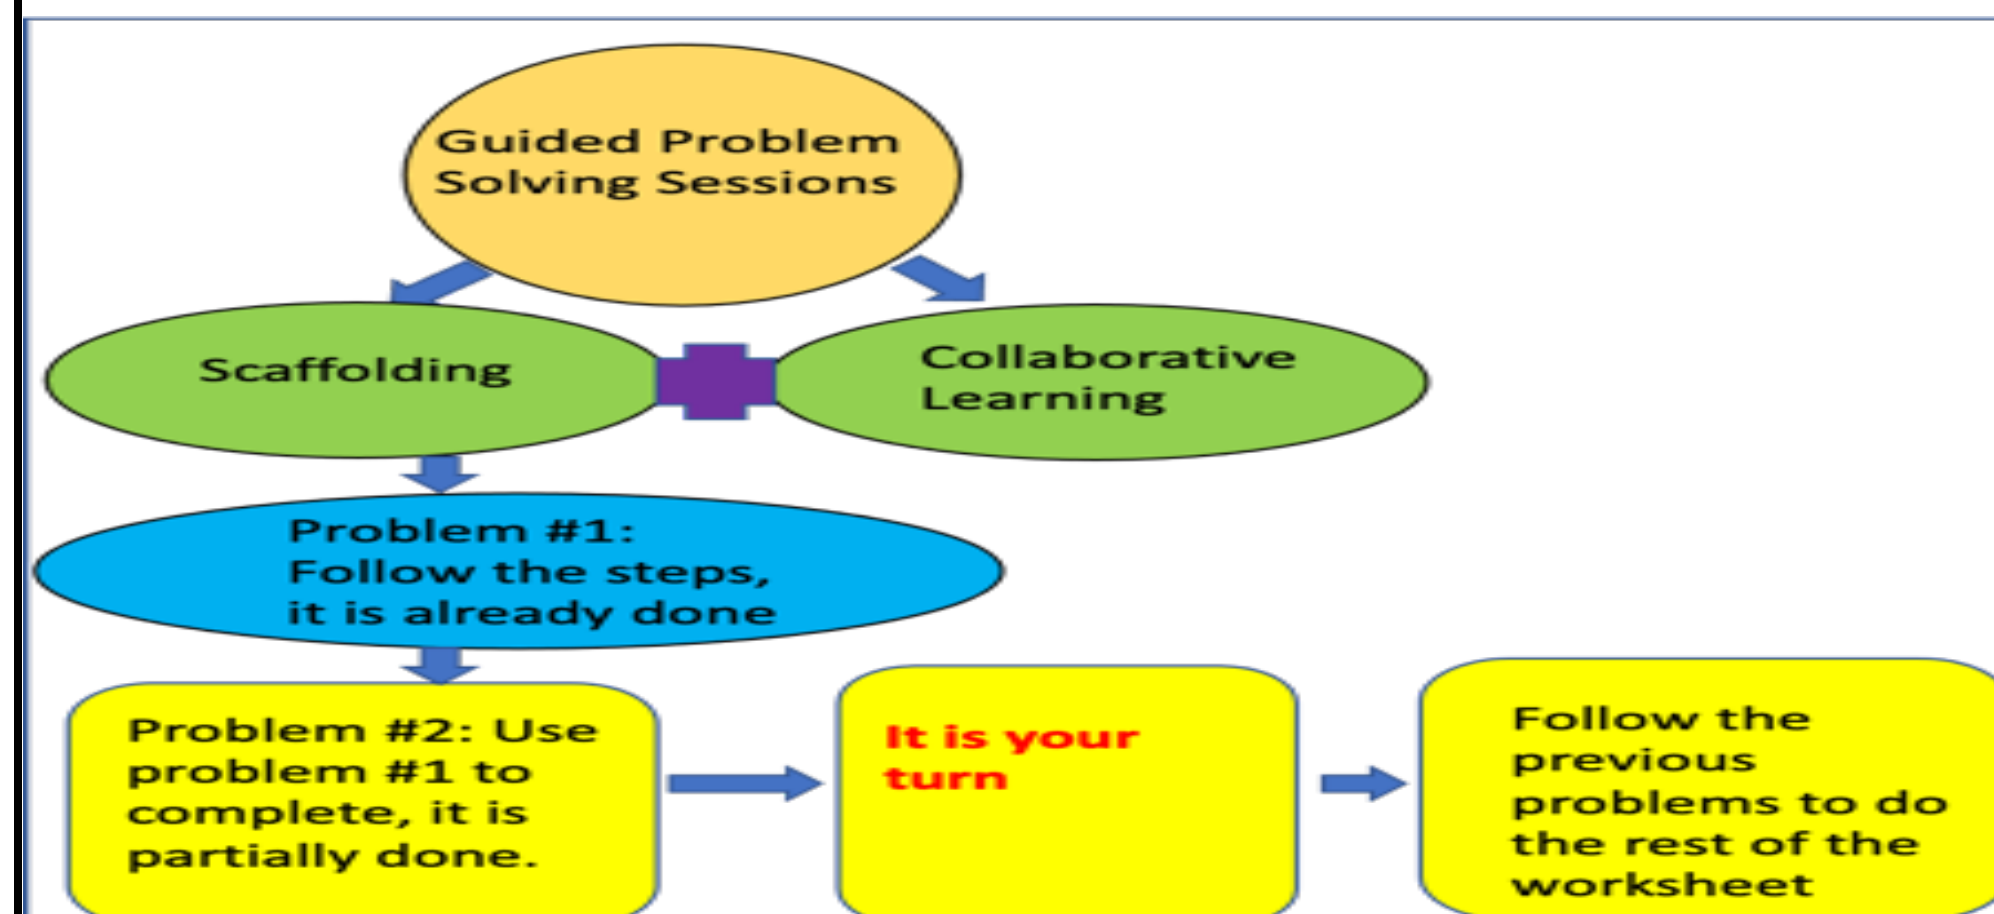 Guided Problem
Solving Sessions
Scaffolding
Collaborative
Learning
Problem #1:
Follow the steps,
it is already done
Problem #2: Use
problem #1 to
complete, it is
partially done.
It is your
turn
Follow the
previous
problems to do
the rest of the
worksheet